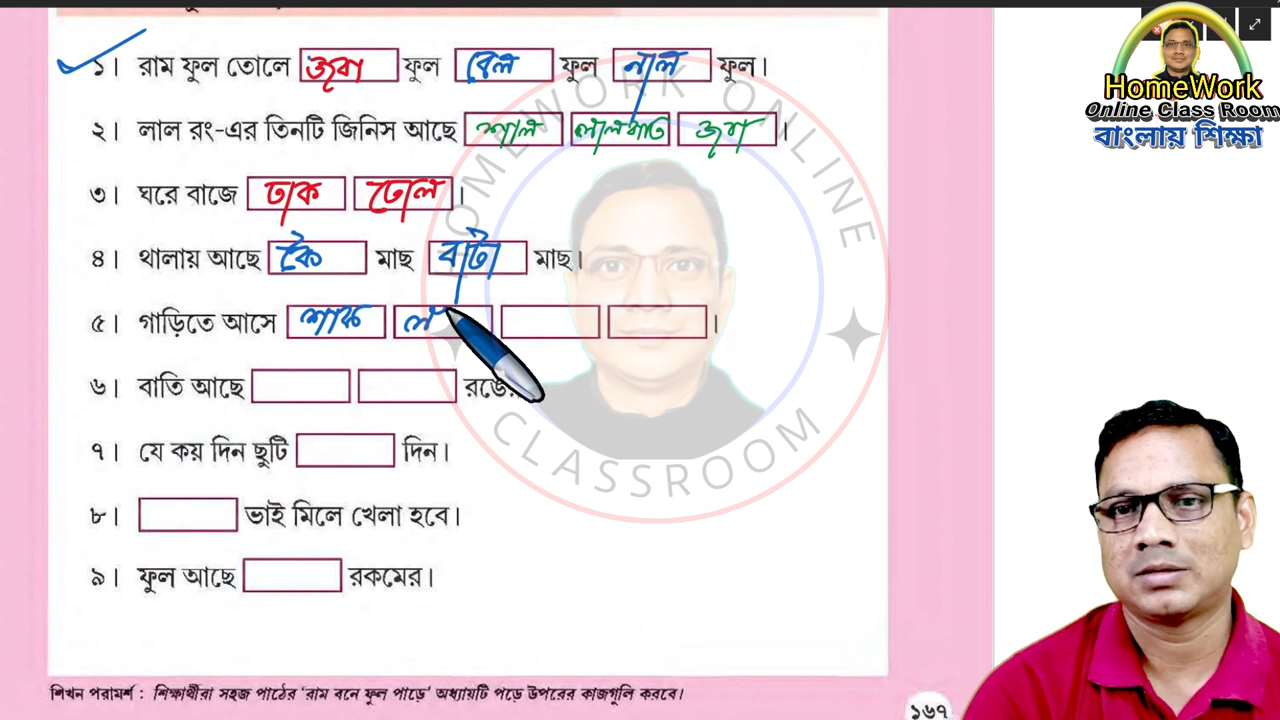 ১। রাম ফুল তোলে জবা ফুল বেল ফুল লাল ফুল।
২। লাল রং-এর তিনটি জিনিস আছে শাল লালবাতি জবা।
৩। ঘরে বাজে ঢাক ঢোল।
৪। থালায় আছে কৈ মাছ বাটা মাছ।
৫। গাড়িতে আসে শাক ল
৬। বাতি আছে রঙের
৭। যে কয় দিন ছুটি দিন।
৮। ভাই মিলে খেলা হবে।
৯। ফুল আছে রকমের।
শিখন পরামর্শ : শিক্ষার্থীরা সহজ পাঠের ‘রাম বনে ফুল পাড়ে’ অধ্যায়টি পড়ে উপরের কাজগুলি করবে।
১৬৭
HomeWork
Online Class Room
বাংলায় শিক্ষা
HOMEWORK ONLINE
CLASSROOM